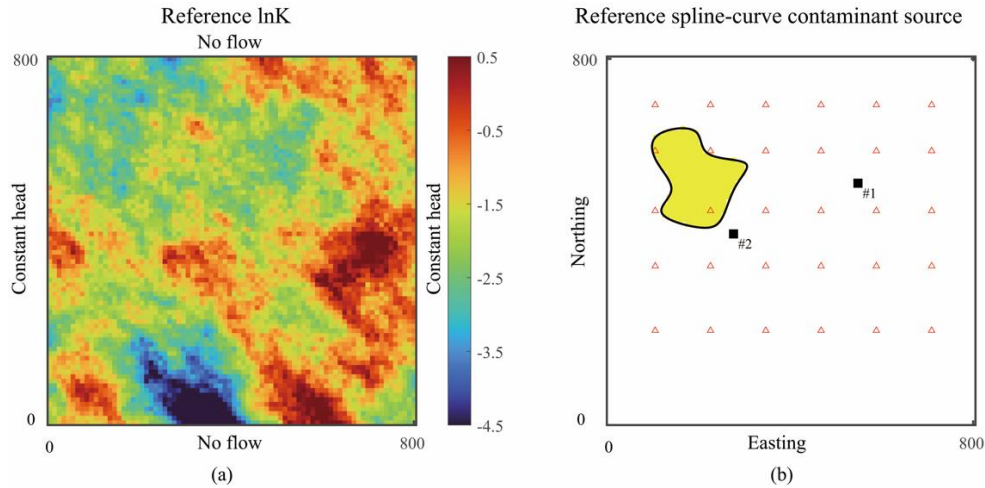 Reference lnK
No flow
800
Constant head
0
0
No flow
800
(a)
Constant head
0.5
-0.5
-1.5
-2.5
-3.5
-4.5
Reference spline-curve contaminant source
800
Northing
#1
#2
0
0
Easting
800
(b)